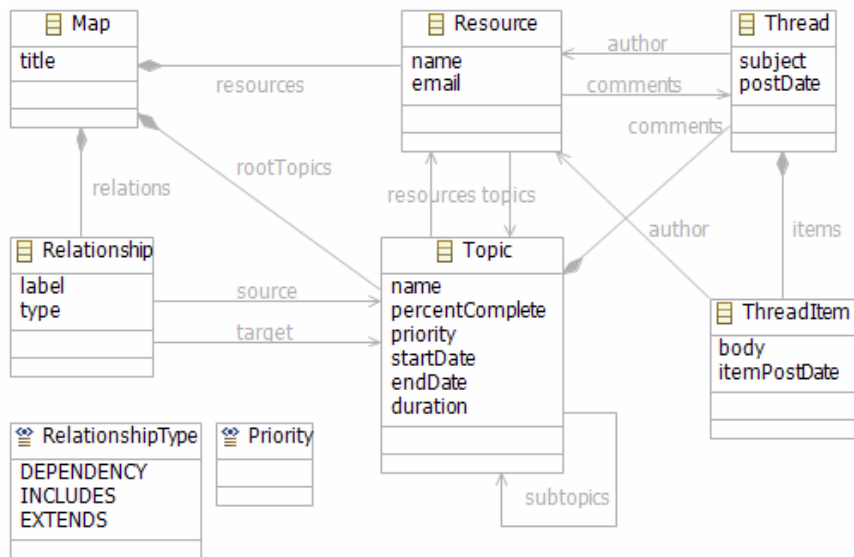 Map
title
Resource
name
email
Thread
subject
postDate
author
comments
resources
comments
rootTopics
relations
resources topics
author
items
Relationship
label
type
source
target
Topic
name
percentComplete
priority
startDate
endDate
duration
ThreadItem
body
itemPostDate
RelationshipType
DEPENDENCY
INCLUDES
EXTENDS
Priority
subtopics